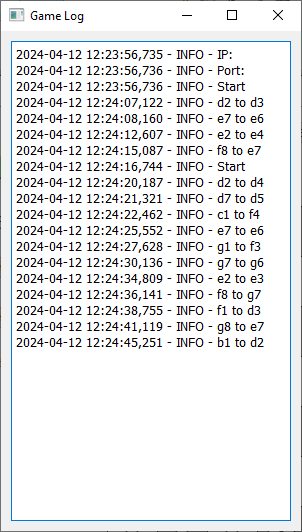 Game Log
2024-04-12 12:23:56,735 - INFO - IP:
2024-04-12 12:23:56,736 - INFO - Port:
2024-04-12 12:23:56,736 - INFO - Start
2024-04-12 12:24:07,122 - INFO - d2 to d3
2024-04-12 12:24:08,160 - INFO - e7 to e6
2024-04-12 12:24:12,607 - INFO - e2 to e4
2024-04-12 12:24:15,087 - INFO - f8 to e7
2024-04-12 12:24:16,744 - INFO - Start
2024-04-12 12:24:20,187 - INFO - d2 to d4
2024-04-12 12:24:21,321 - INFO - d7 to d5
2024-04-12 12:24:22,462 - INFO - c1 to f4
2024-04-12 12:24:25,552 - INFO - e7 to e6
2024-04-12 12:24:27,628 - INFO - g1 to f3
2024-04-12 12:24:30,136 - INFO - g7 to g6
2024-04-12 12:24:34,809 - INFO - e2 to e3
2024-04-12 12:24:36,141 - INFO - f8 to g7
2024-04-12 12:24:38,755 - INFO - f1 to d3
2024-04-12 12:24:41,119 - INFO - g8 to e7
2024-04-12 12:24:45,251 - INFO - b1 to d2